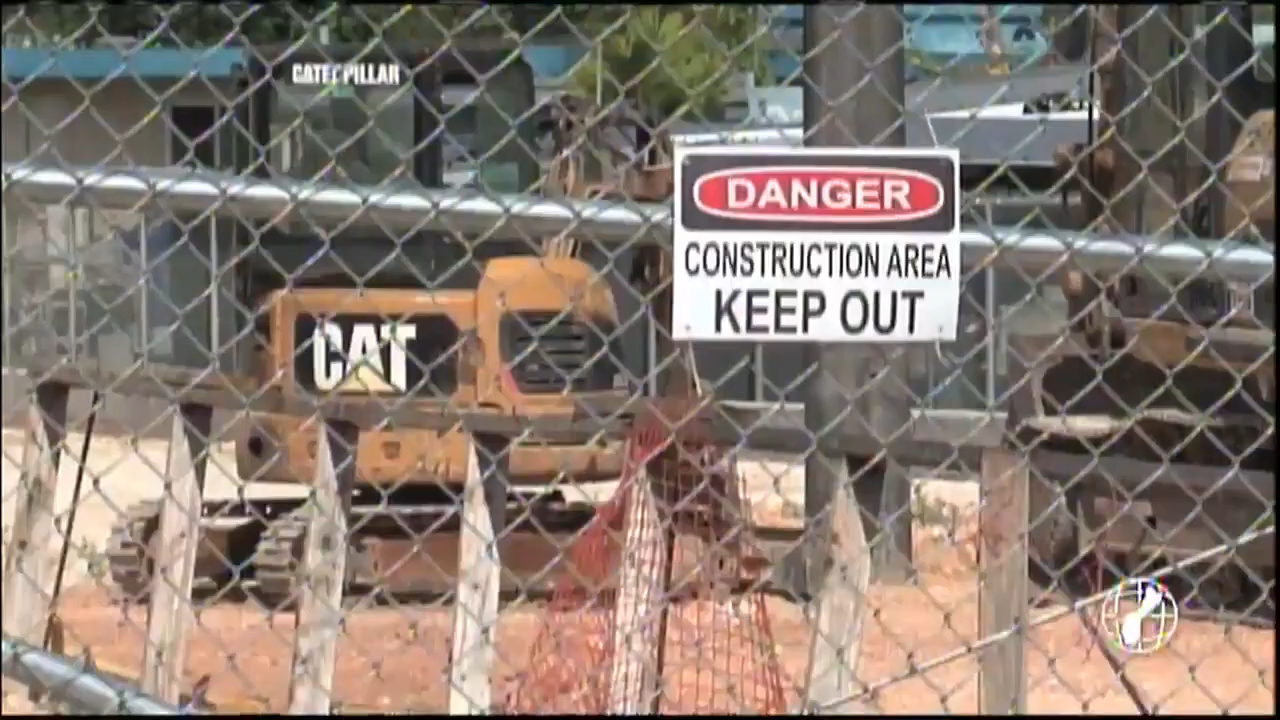 CATERPILLAR
DANGER
CONSTRUCTION AREA
KEEP OUT
CAT